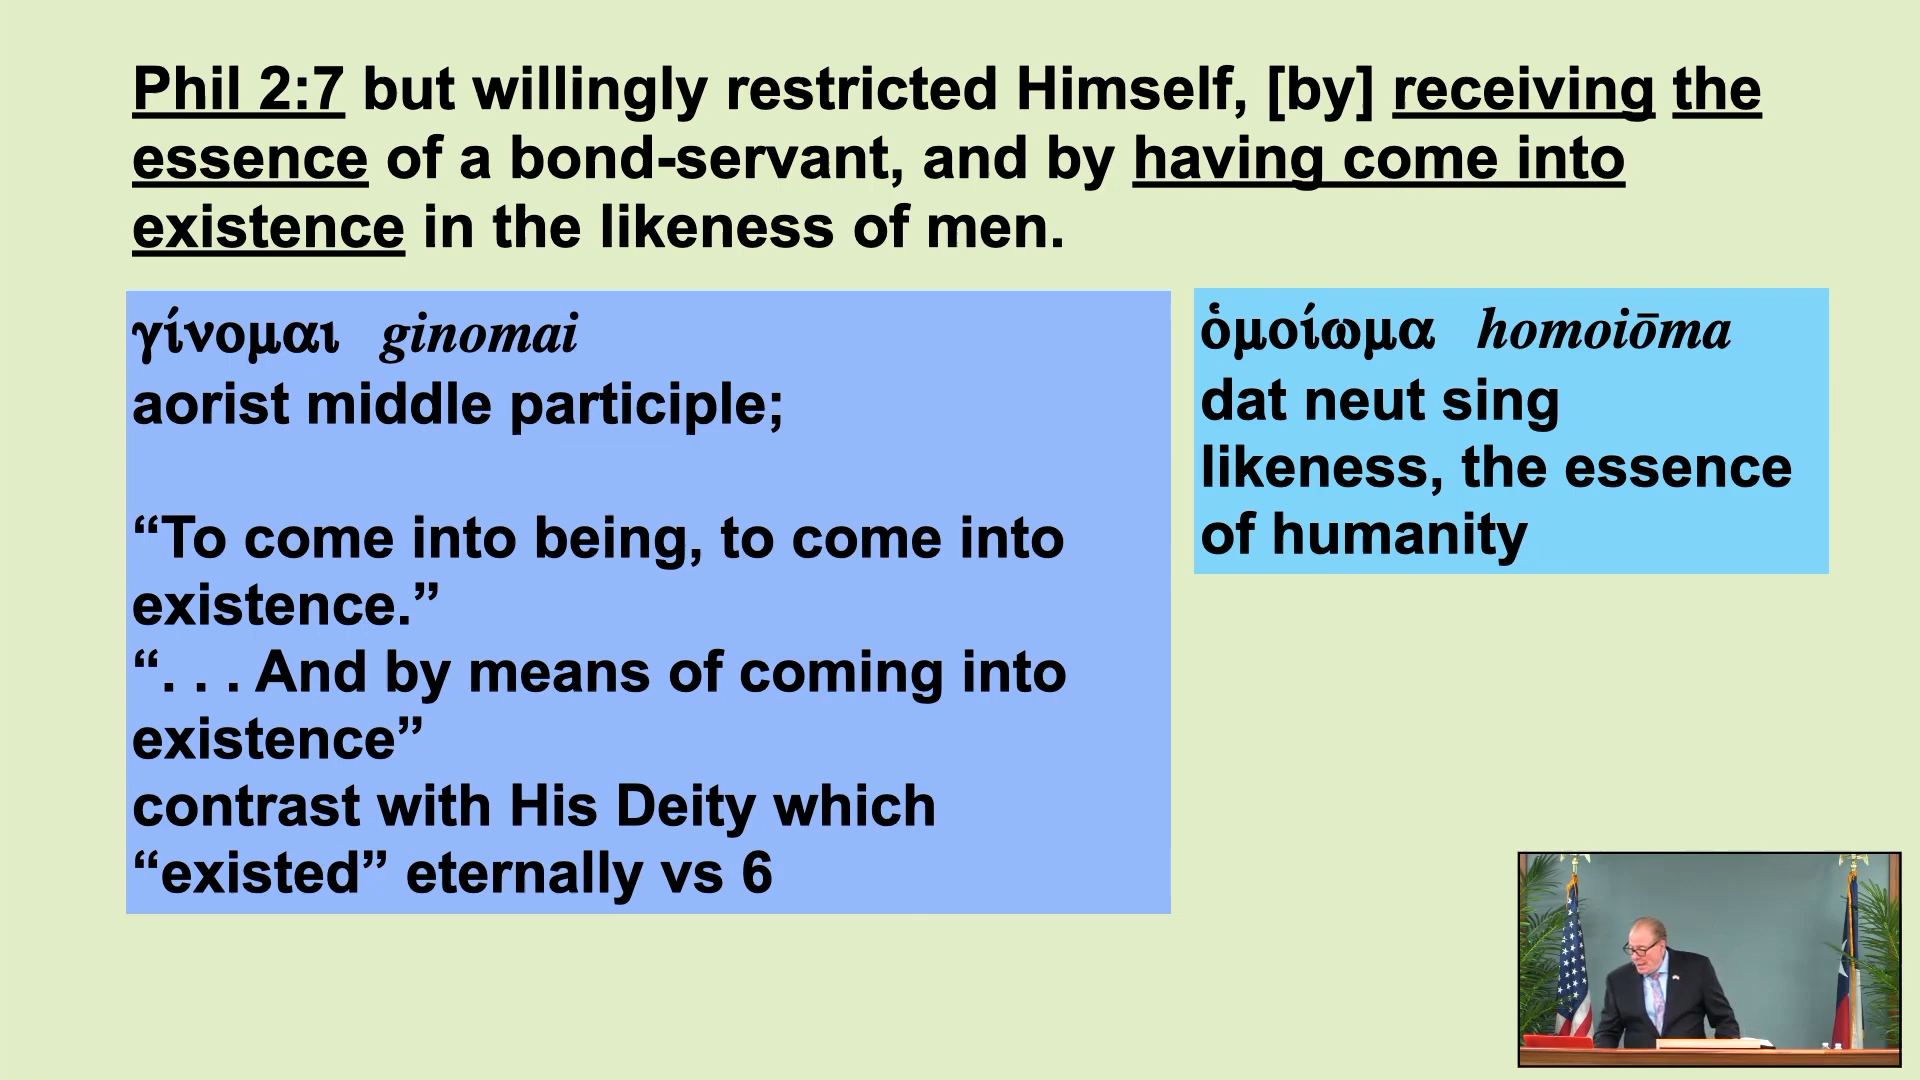 Phil 2:7 but willingly restricted Himself, [by] receiving the
essence of a bond-servant, and by having come into
existence in the likeness of men.
γίνομαι ginomai
aorist middle participle;
“To come into being, to come into
existence.”
“. . . And by means of coming into
existence”
contrast with His Deity which
“existed” eternally vs 6
ὁμοίωμα homoiōma
dat neut sing
likeness, the essence
of humanity